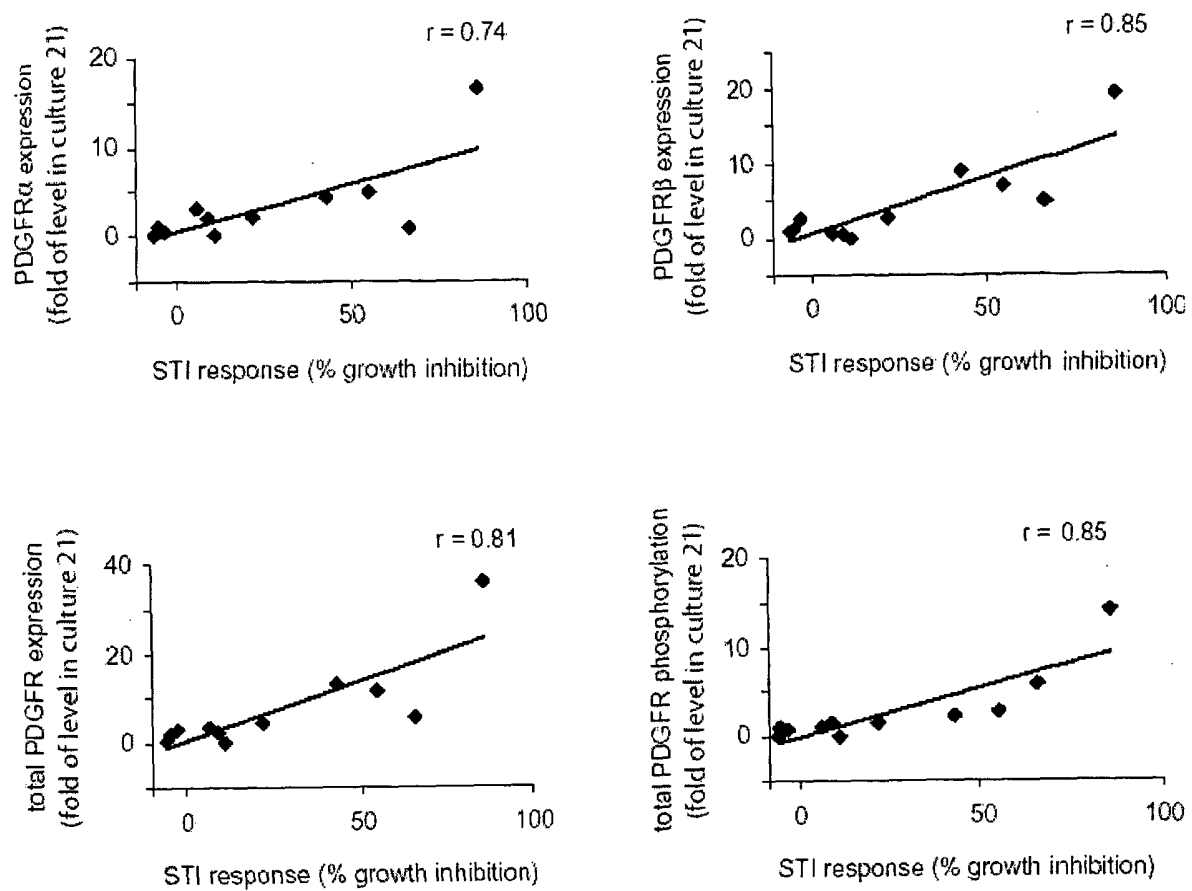 r = 0.74
PDGFRα expression
(fold of level in culture 21)
20
10
0
0
50
100
STI response (% growth inhibition)
r = 0.85
PDGFRβ expression
(fold of level in culture 21)
20
10
0
0
50
100
STI response (% growth inhibition)
r = 0.81
total PDGFR expression
(fold of level in culture 21)
40
20
0
0
50
100
STI response (% growth inhibition)
r = 0.85
total PDGFR phosphorylation
(fold of level in culture 21)
20
10
0
0
50
100
STI response (% growth inhibition)